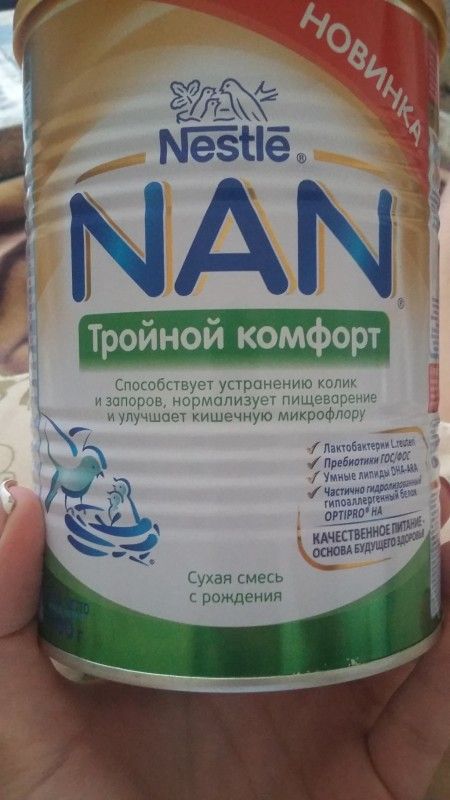 НОВИНКА
Nestlē®
NAN®
Тройной комфорт
Способствует устранению колик
и запоров, нормализует пищеварение
и улучшает кишечную микрофлору
Лактобактерии L.reuteri
Пребиотики ГОС/ФОС
Умные липиды DHA-ARA
Частично гидролизованный
гипоаллергенный белок
OPTIPRO® HA
КАЧЕСТВЕННОЕ ПИТАНИЕ -
ОСНОВА БУДУЩЕГО ЗДОРОВЬЯ
Сухая смесь
с рождения